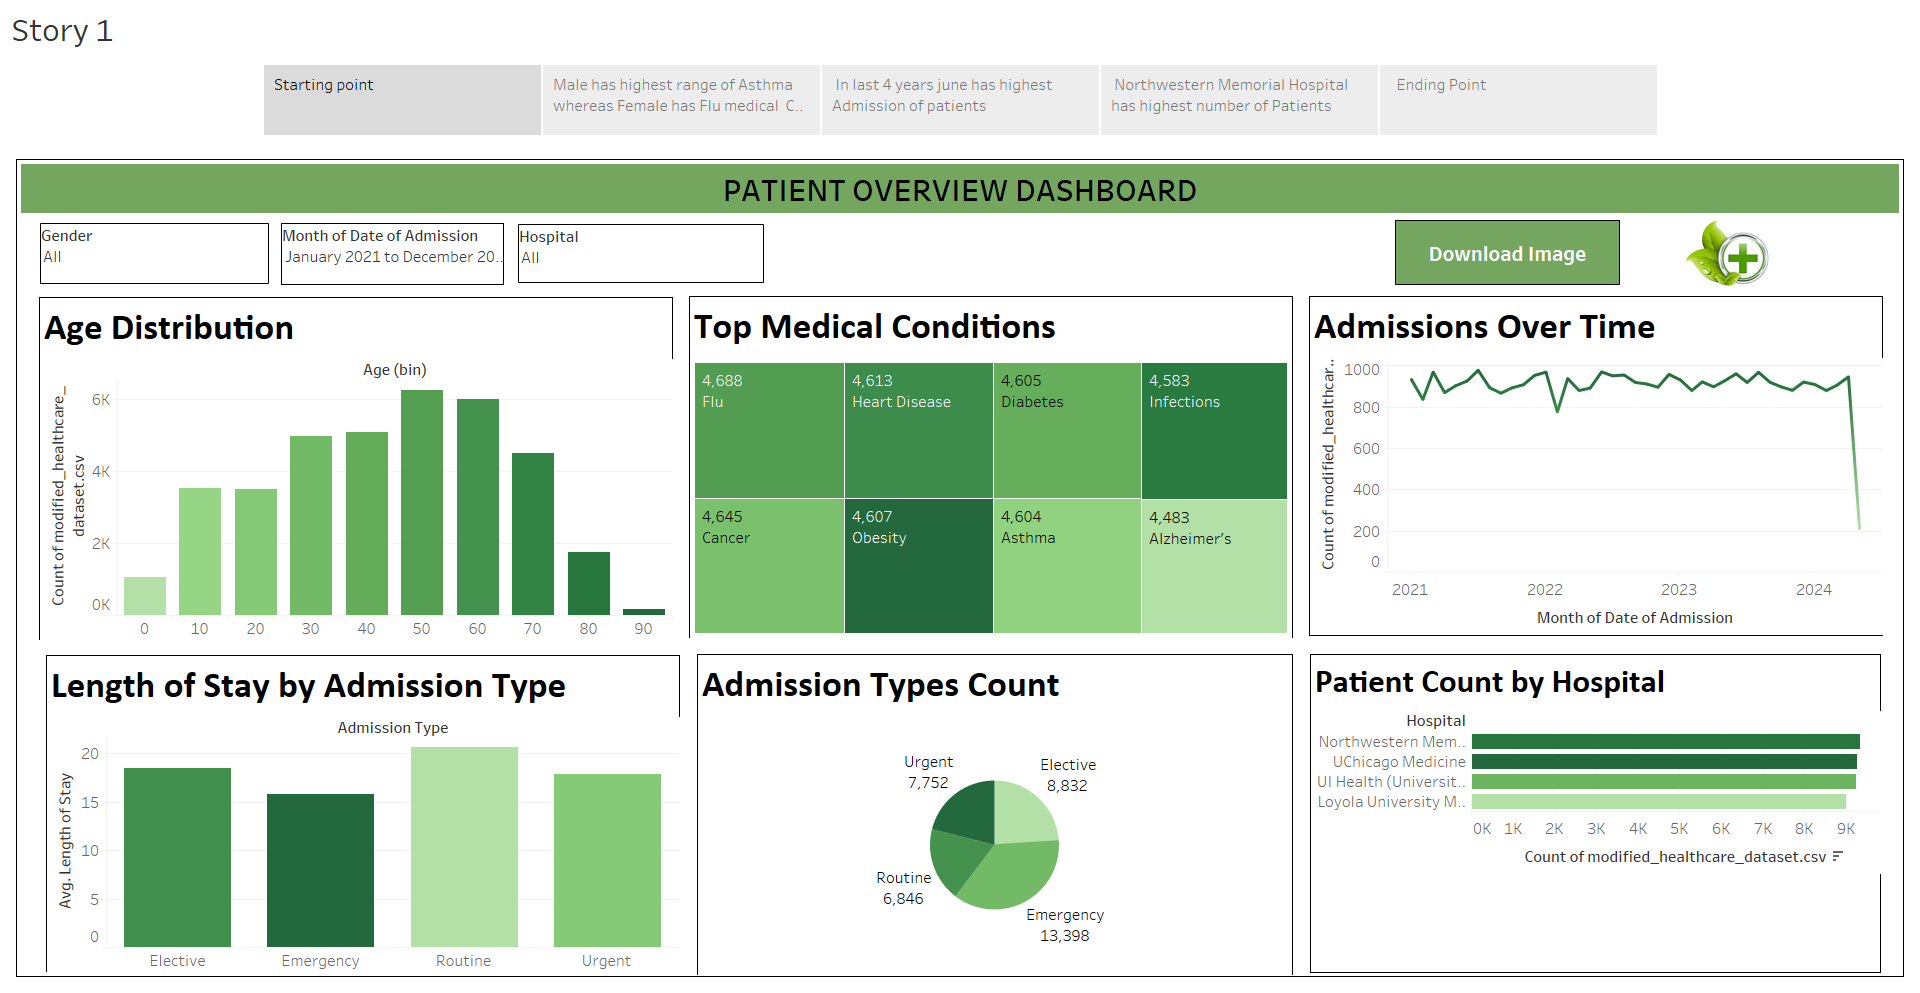 Story 1
Starting point
Male has highest range of Asthma
whereas Female has Flu medical C..
In last 4 years june has highest
Admission of patients
Northwestern Memorial Hospital
has highest number of Patients
Ending Point
PATIENT OVERVIEW DASHBOARD
Gender
All
Month of Date of Admission
January 2021 to December 20..
Hospital
All
Download Image
Age Distribution
Age (bin)
Count of modified_healthcare_
dataset.csv
6K
4K
2K
0K
0 10 20 30 40 50 60 70 80 90
Top Medical Conditions
4,688
Flu
4,613
Heart Disease
4,605
Diabetes
4,583
Infections
4,645
Cancer
4,607
Obesity
4,604
Asthma
4,483
Alzheimer’s
Admissions Over Time
Count of modified_healthcar..
1000
800
600
400
200
0
2021 2022 2023 2024
Month of Date of Admission
Length of Stay by Admission Type
Admission Type
Avg. Length of Stay
20
15
10
5
0
Elective Emergency Routine Urgent
Admission Types Count
Urgent
7,752
Elective
8,832
Routine
6,846
Emergency
13,398
Patient Count by Hospital
Hospital
Northwestern Mem..
UChicago Medicine
UI Health (Universit..
Loyola University M..
0K 1K 2K 3K 4K 5K 6K 7K 8K 9K
Count of modified_healthcare_dataset.csv